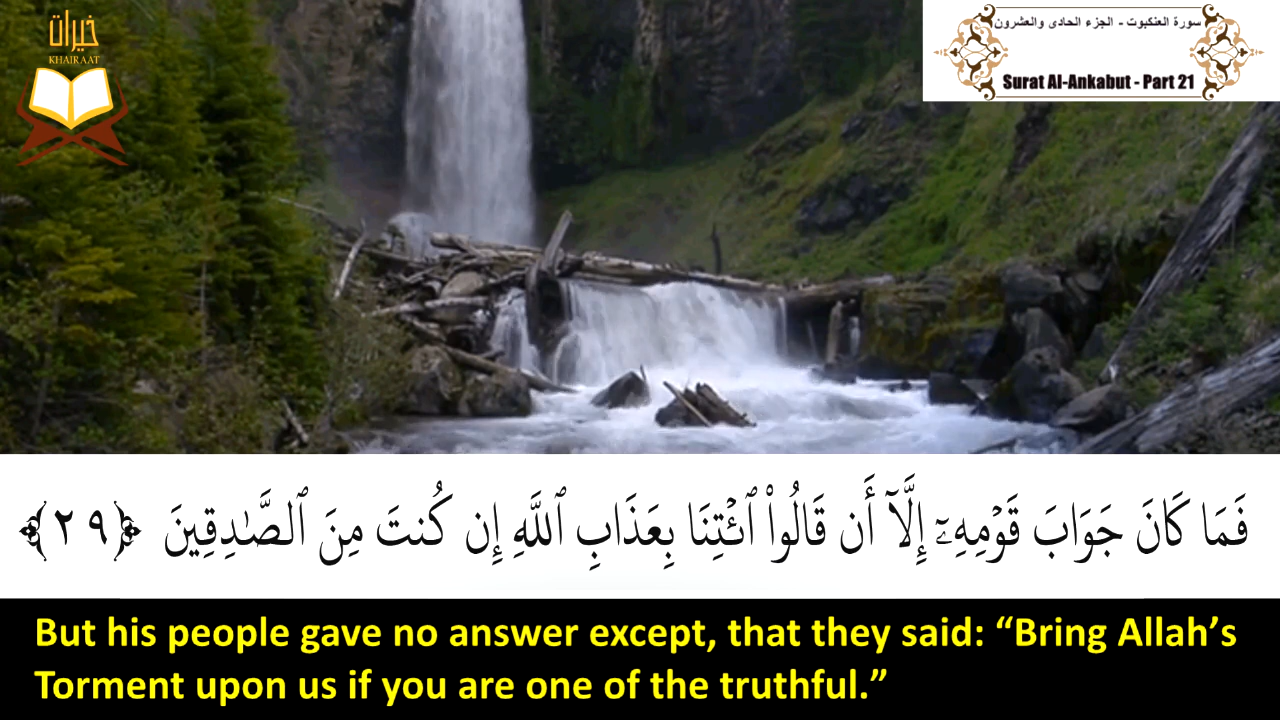 خيرات
KHAIRAAT
سورة العنكبوت - الجزء الحادى والعشرون
Surat Al-Ankabut - Part 21
فَمَا كَانَ جَوَابَ قَوْمِهِۦٓ إِلَّآ أَن قَالُوا۟ ٱئْتِنَا بِعَذَابِ ٱللَّهِ إِن كُنتَ مِنَ ٱلصَّـٰدِقِينَ ﴿٢٩﴾
But his people gave no answer except, that they said: “Bring Allah’s
Torment upon us if you are one of the truthful.”